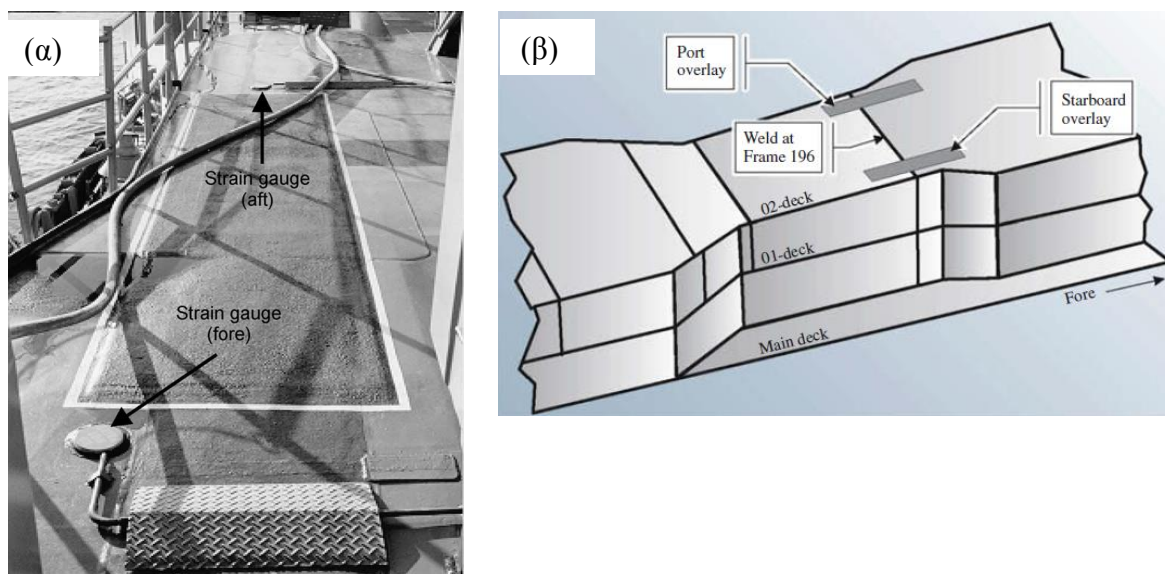 (α)
Strain gauge
(aft)
Strain gauge
(fore)
(β)
Port
overlay
Starboard
overlay
Weld at
Frame 196
02-deck
01-deck
Main deck
Fore